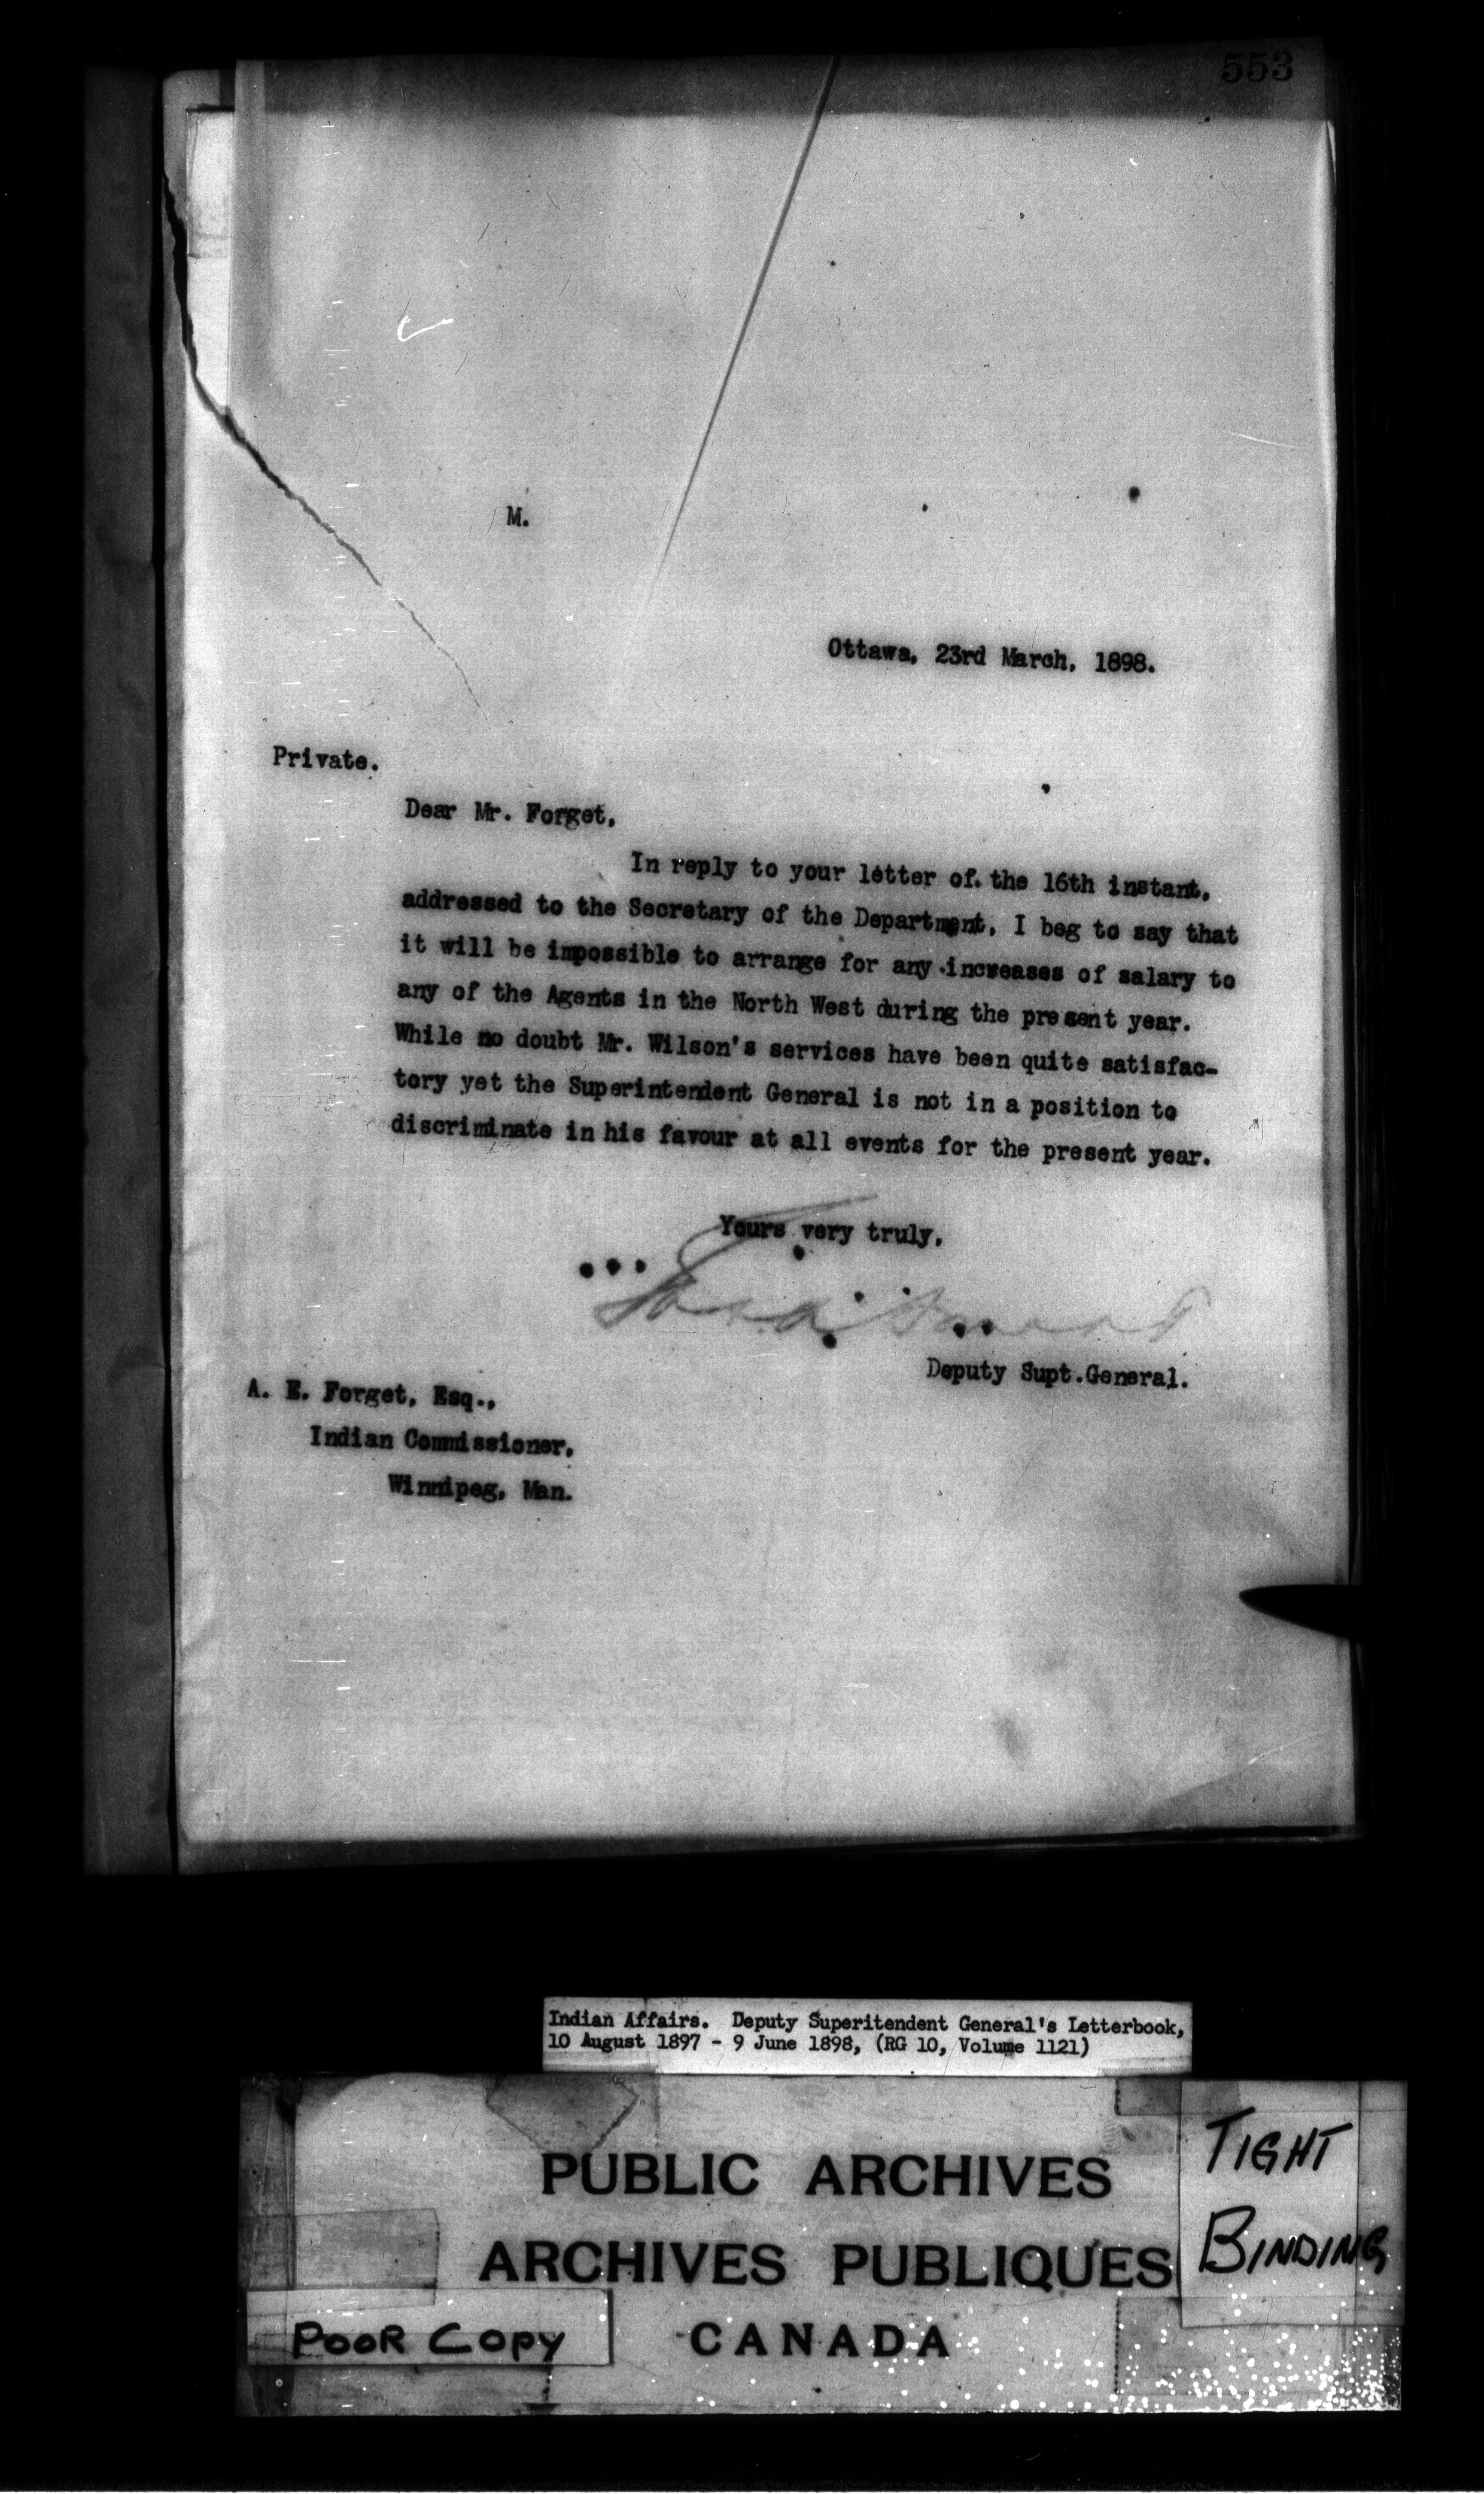 553
M.
Ottawa, 23rd March, 1898.
Private.
Dear Mr. Forget,
In reply to your letter of the 16th instant,
addressed to the Secretary of the Department, I beg to say that
it will be impossible to arrange for any increases of salary to
any of the Agents in the North West during the present year.
While no doubt Mr. Wilson's services have been quite satisfac-
tory yet the Superintendent General is not in a position to
discriminate in his favour at all events for the present year.
Yours very truly,
Deputy Supt.General.
A. E. Forget, Esq.,
Indian Commissioner,
Winnipeg, Man.
Indian Affairs. Deputy Superitendent General's Letterbook,
10 August 1897 - 9 June 1898, (RG 10, Volume 1121)
PUBLIC ARCHIVES
ARCHIVES PUBLIQUES
CANADA
TIGHT
BINDING
POOR COPY